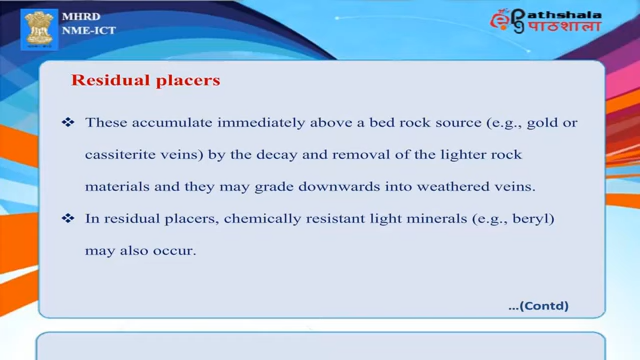 MHRD
NME-ICT
Pathshala
पाठशाला
Residual placers
❖ These accumulate immediately above a bed rock source (e.g., gold or
cassiterite veins) by the decay and removal of the lighter rock
materials and they may grade downwards into weathered veins.
❖ In residual placers, chemically resistant light minerals (e.g., beryl)
may also occur.
...(Contd)